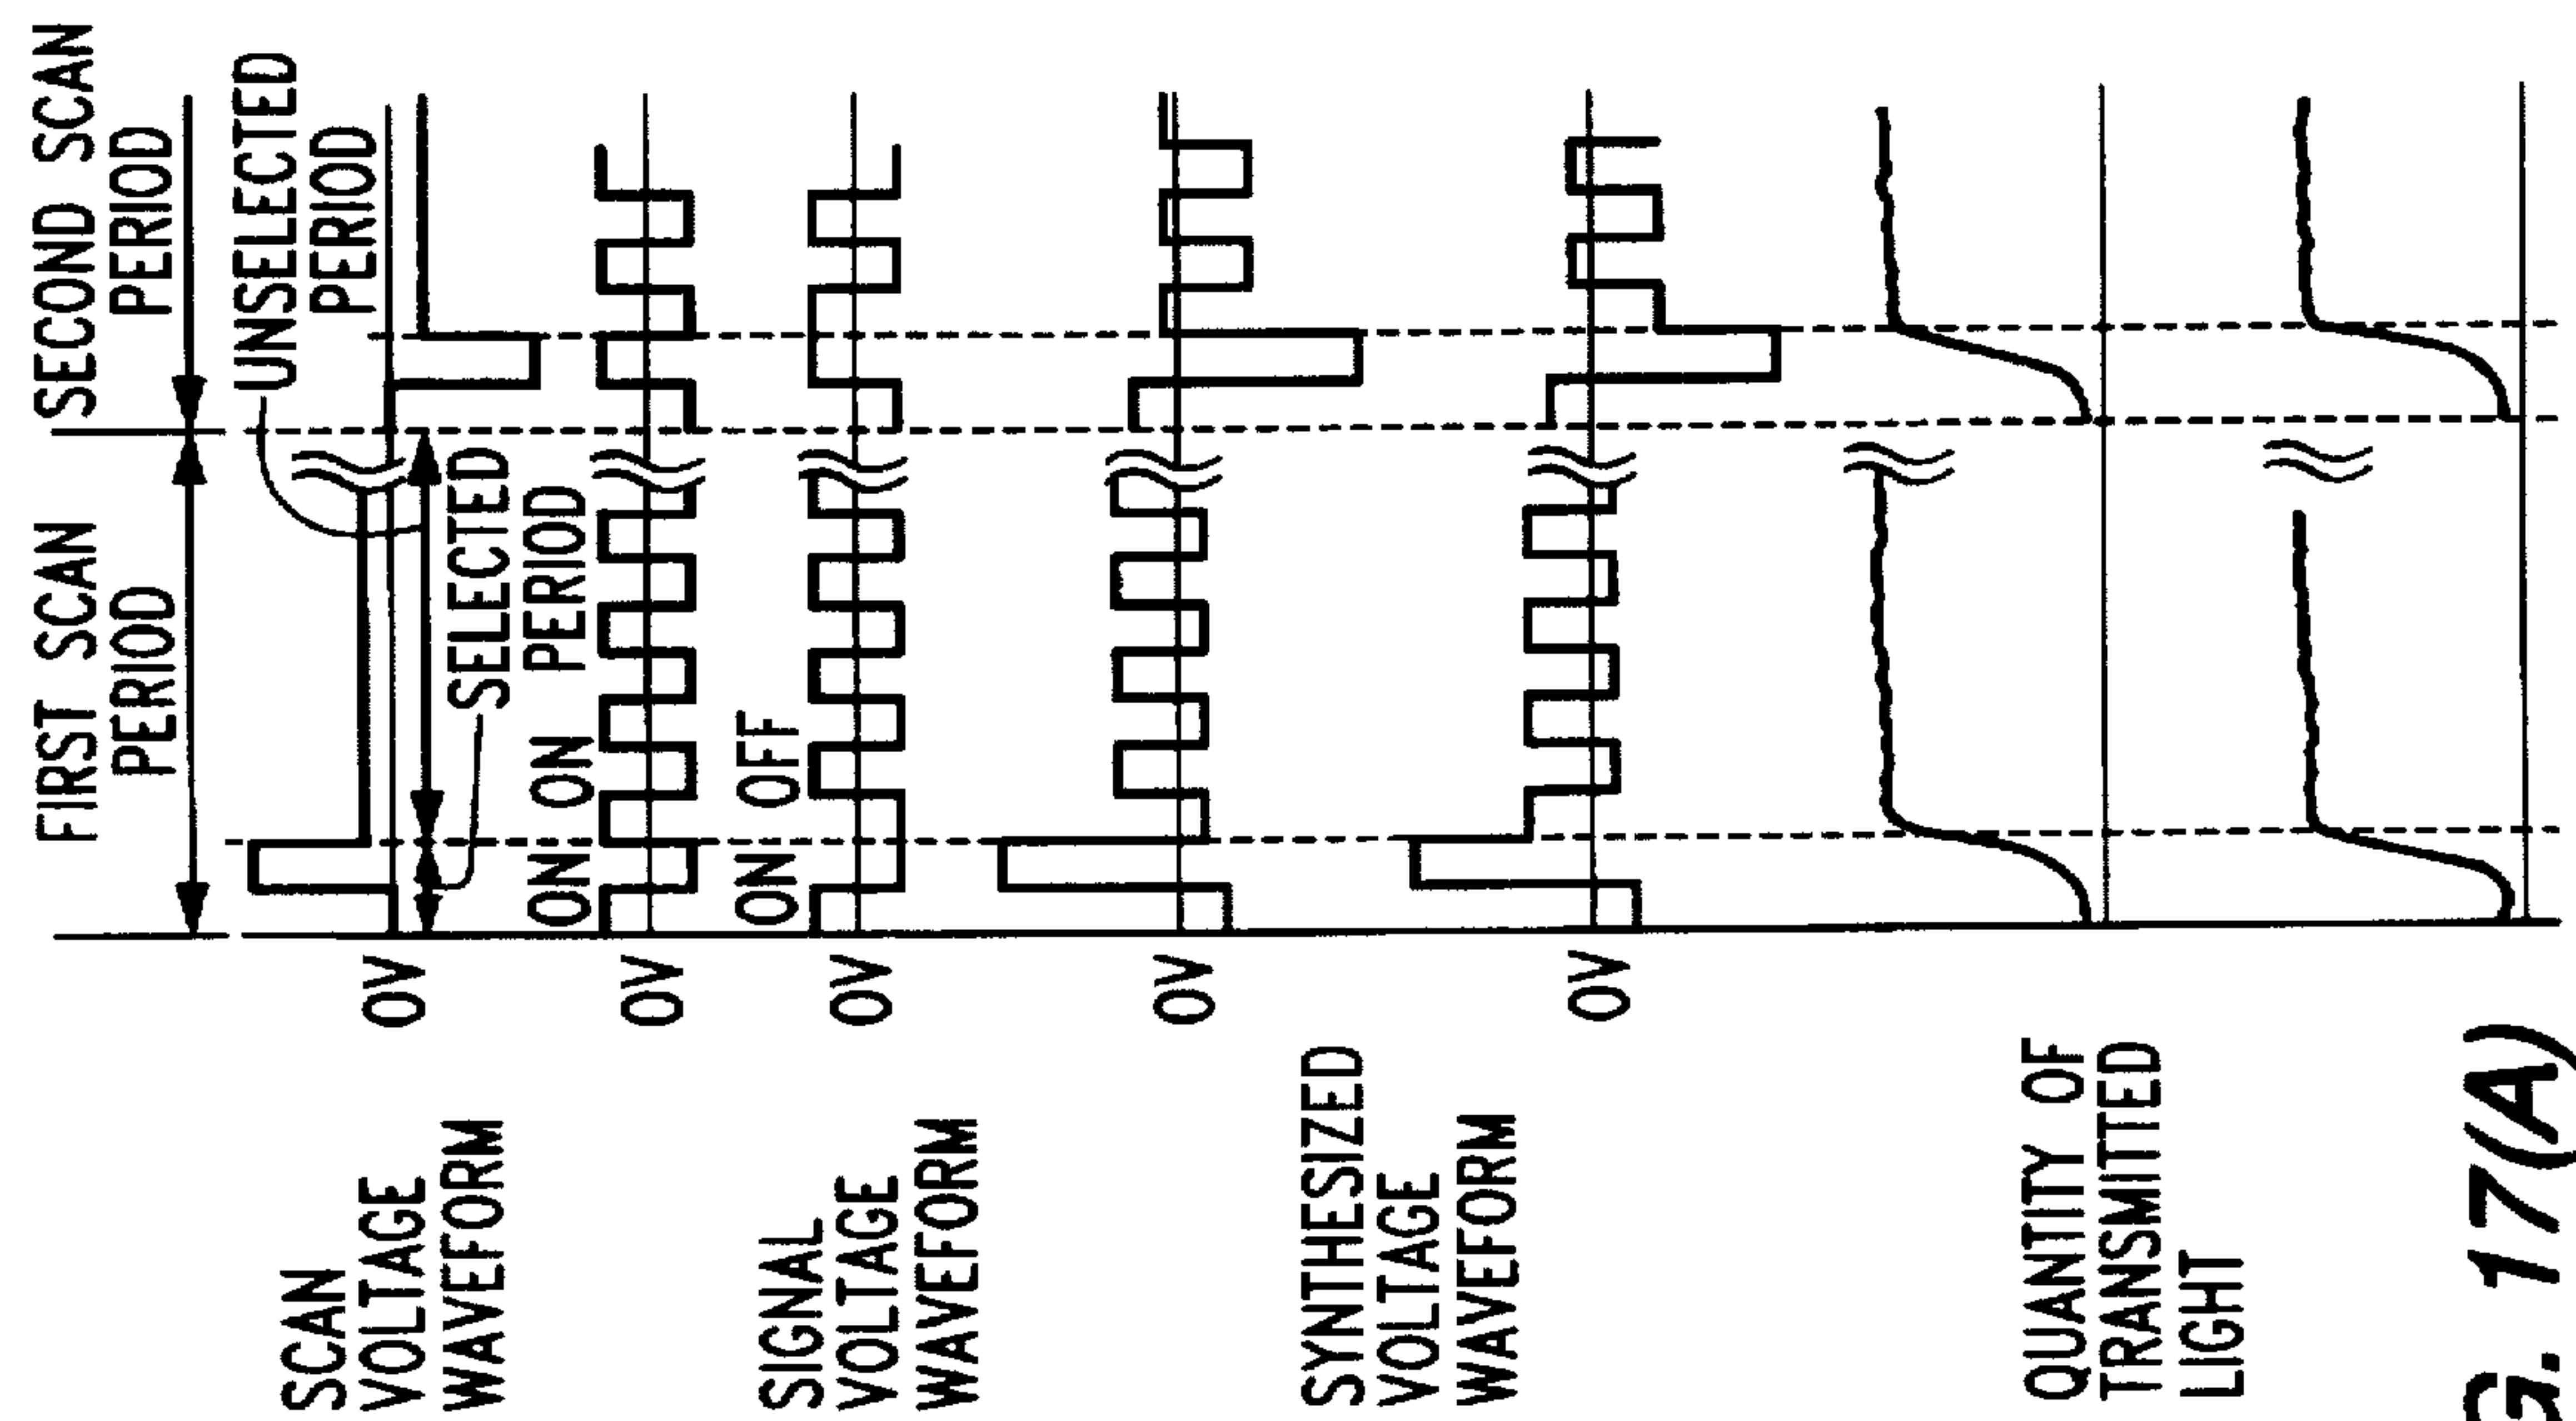 FIRST SCAN
PERIOD
SECOND SCAN
PERIOD
UNSELECTED
PERIOD
SELECTED
PERIOD
SCAN
VOLTAGE
WAVEFORM
0V
ON ON
0V
SIGNAL
VOLTAGE
WAVEFORM
ON OFF
0V
SYNTHESIZED
VOLTAGE
WAVEFORM
0V
0V
QUANTITY OF
TRANSMITTED
LIGHT
G. 17(A)